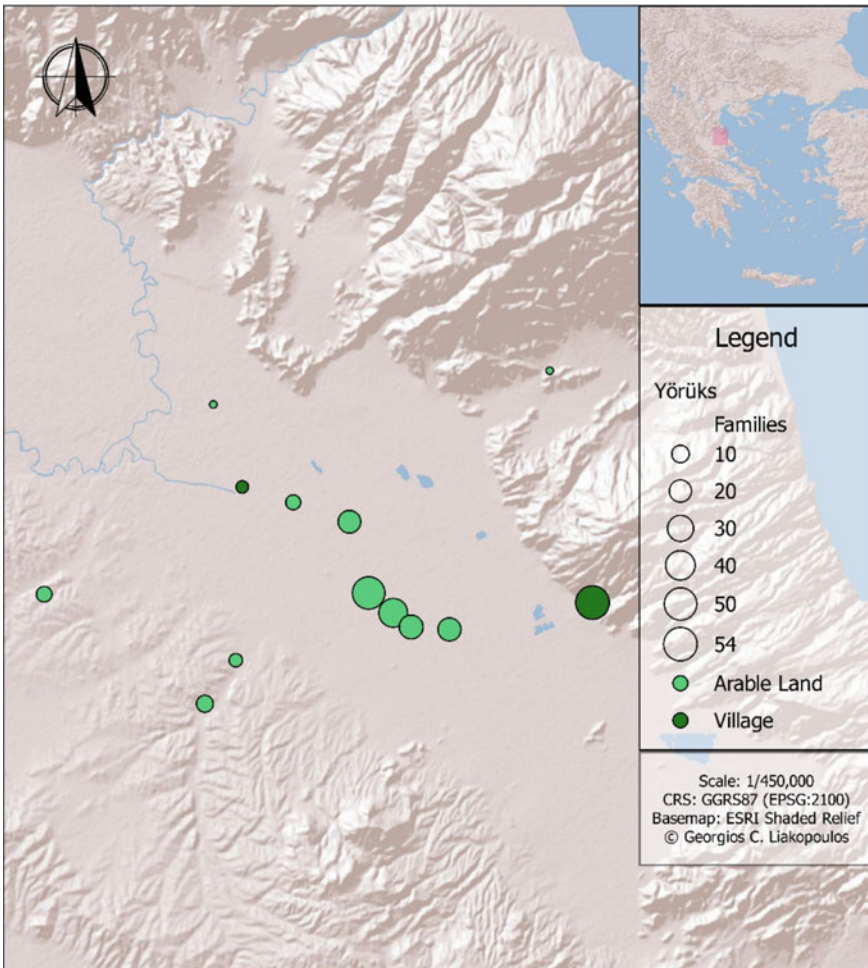 Legend
Yörüks
Families
10
20
30
40
50
54
Arable Land
Village
Scale: 1/450,000
CRS: GGRS87 (EPSG:2100)
Basemap: ESRI Shaded Relief
© Georgios C. Liakopoulos